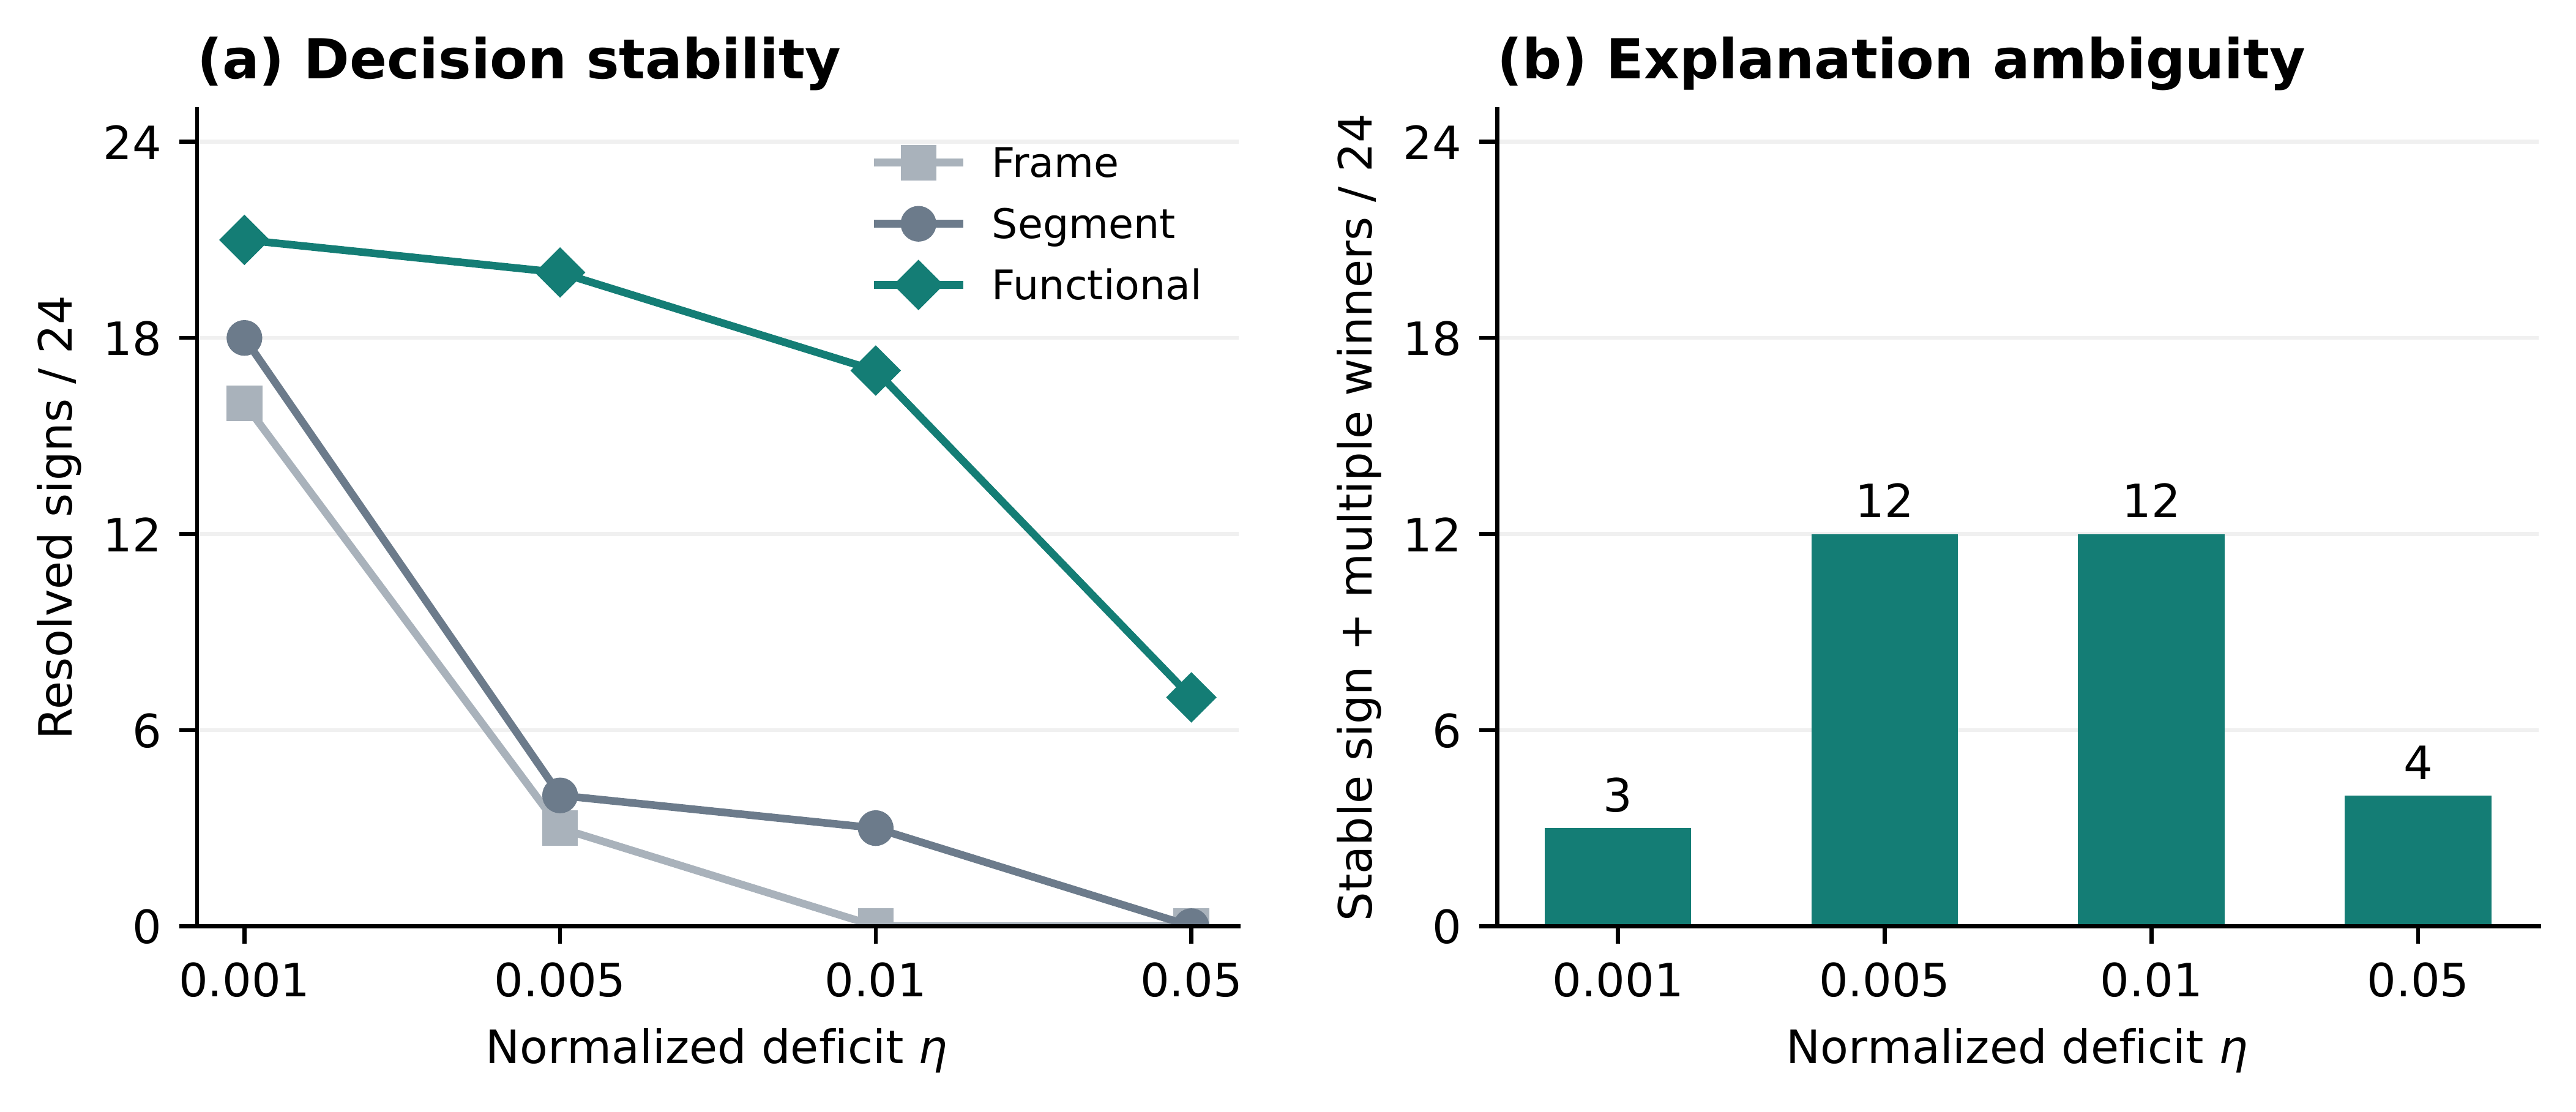 (a) Decision stability
Resolved signs / 24
24
18
12
6
0
Frame
Segment
Functional
0.001
0.005
0.01
0.05
Normalized deficit η
(b) Explanation ambiguity
Stable sign + multiple winners / 24
24
18
12
6
0
3
12
12
4
0.001
0.005
0.01
0.05
Normalized deficit η